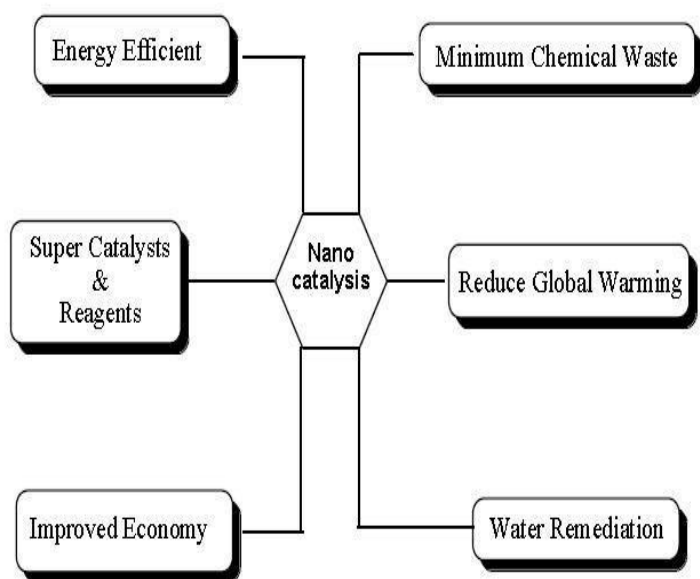 Energy Efficient
Minimum Chemical Waste
Super Catalysts
&
Reagents
Nano
catalysis
Reduce Global Warming
Improved Economy
Water Remediation